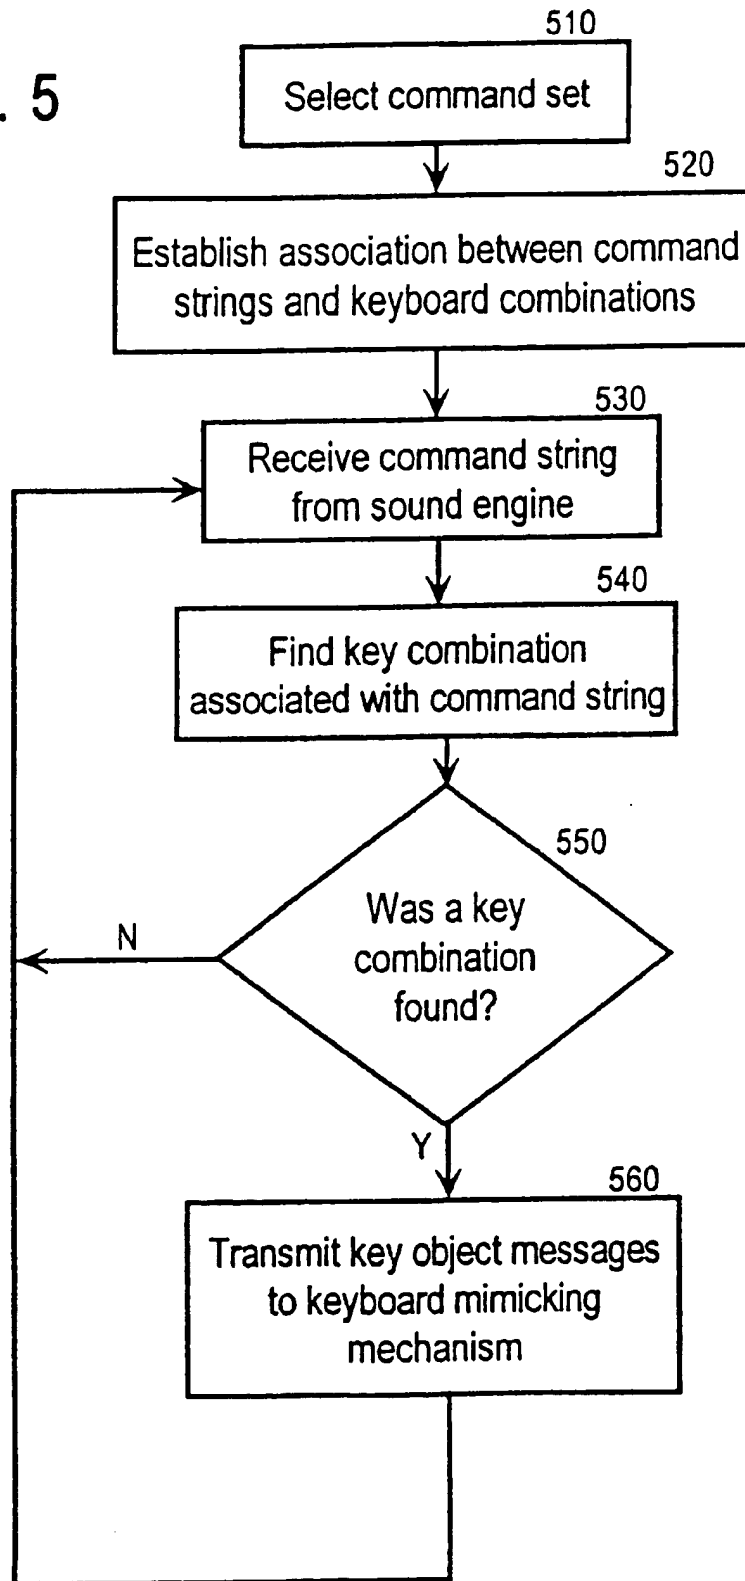 . 5
510
Select command set
520
Establish association between command
strings and keyboard combinations
530
Receive command string
from sound engine
540
Find key combination
associated with command string
550
Was a key
combination
found?
N
Y
560
Transmit key object messages
to keyboard mimicking
mechanism